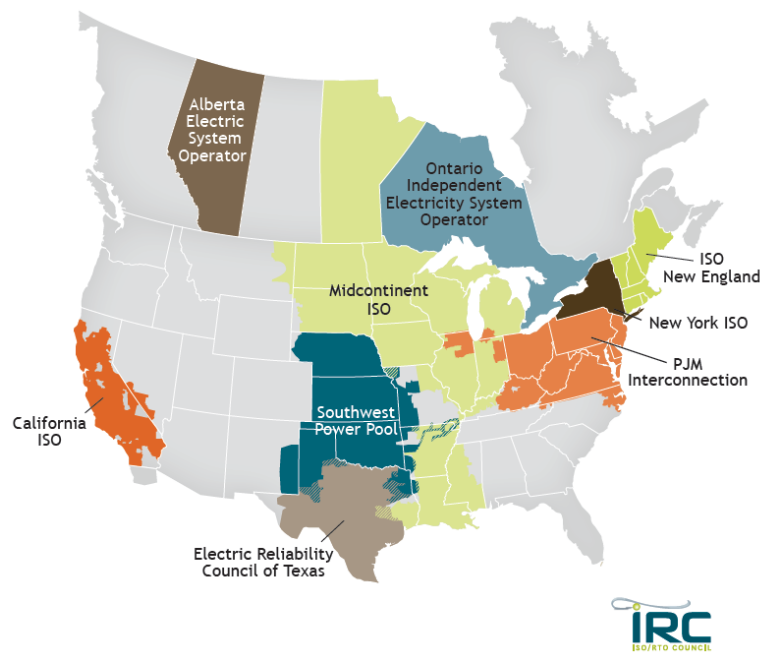 Alberta
Electric
System
Operator
Ontario
Independent
Electricity System
Operator
ISO
New England
Midcontinent
ISO
New York ISO
PJM
Interconnection
California
ISO
Southwest
Power Pool
Electric Reliability
Council of Texas
IRC
ISO/RTO COUNCIL